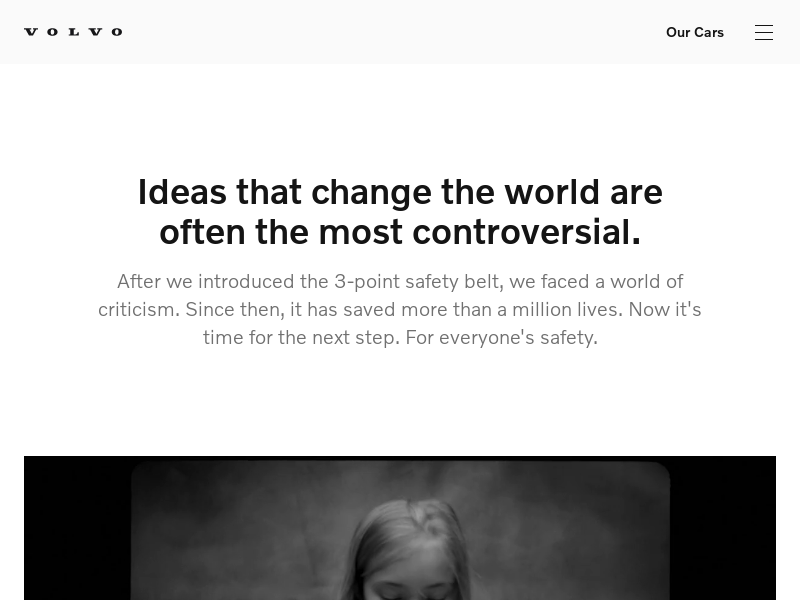 VOLVO
Our Cars
Ideas that change the world are
often the most controversial.
After we introduced the 3-point safety belt, we faced a world of
criticism. Since then, it has saved more than a million lives. Now it's
time for the next step. For everyone's safety.